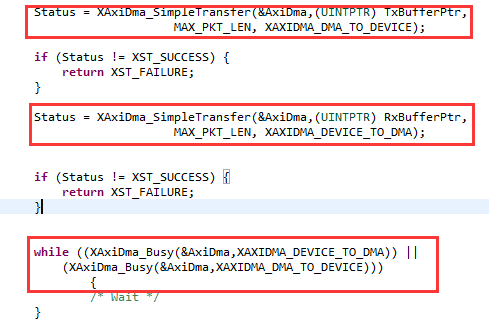 Status = XAxiDma_SimpleTransfer(&AxiDma,(UINTPTR) TxBufferPtr,
MAX_PKT_LEN, XAXIDMA_DMA_TO_DEVICE);
if (Status != XST_SUCCESS) {
return XST_FAILURE;
}
Status = XAxiDma_SimpleTransfer(&AxiDma,(UINTPTR) RxBufferPtr,
MAX_PKT_LEN, XAXIDMA_DEVICE_TO_DMA);
if (Status != XST_SUCCESS) {
return XST_FAILURE;
}
while ((XAxiDma_Busy(&AxiDma,XAXIDMA_DEVICE_TO_DMA)) ||
(XAxiDma_Busy(&AxiDma,XAXIDMA_DMA_TO_DEVICE)))
{
/* Wait */
}